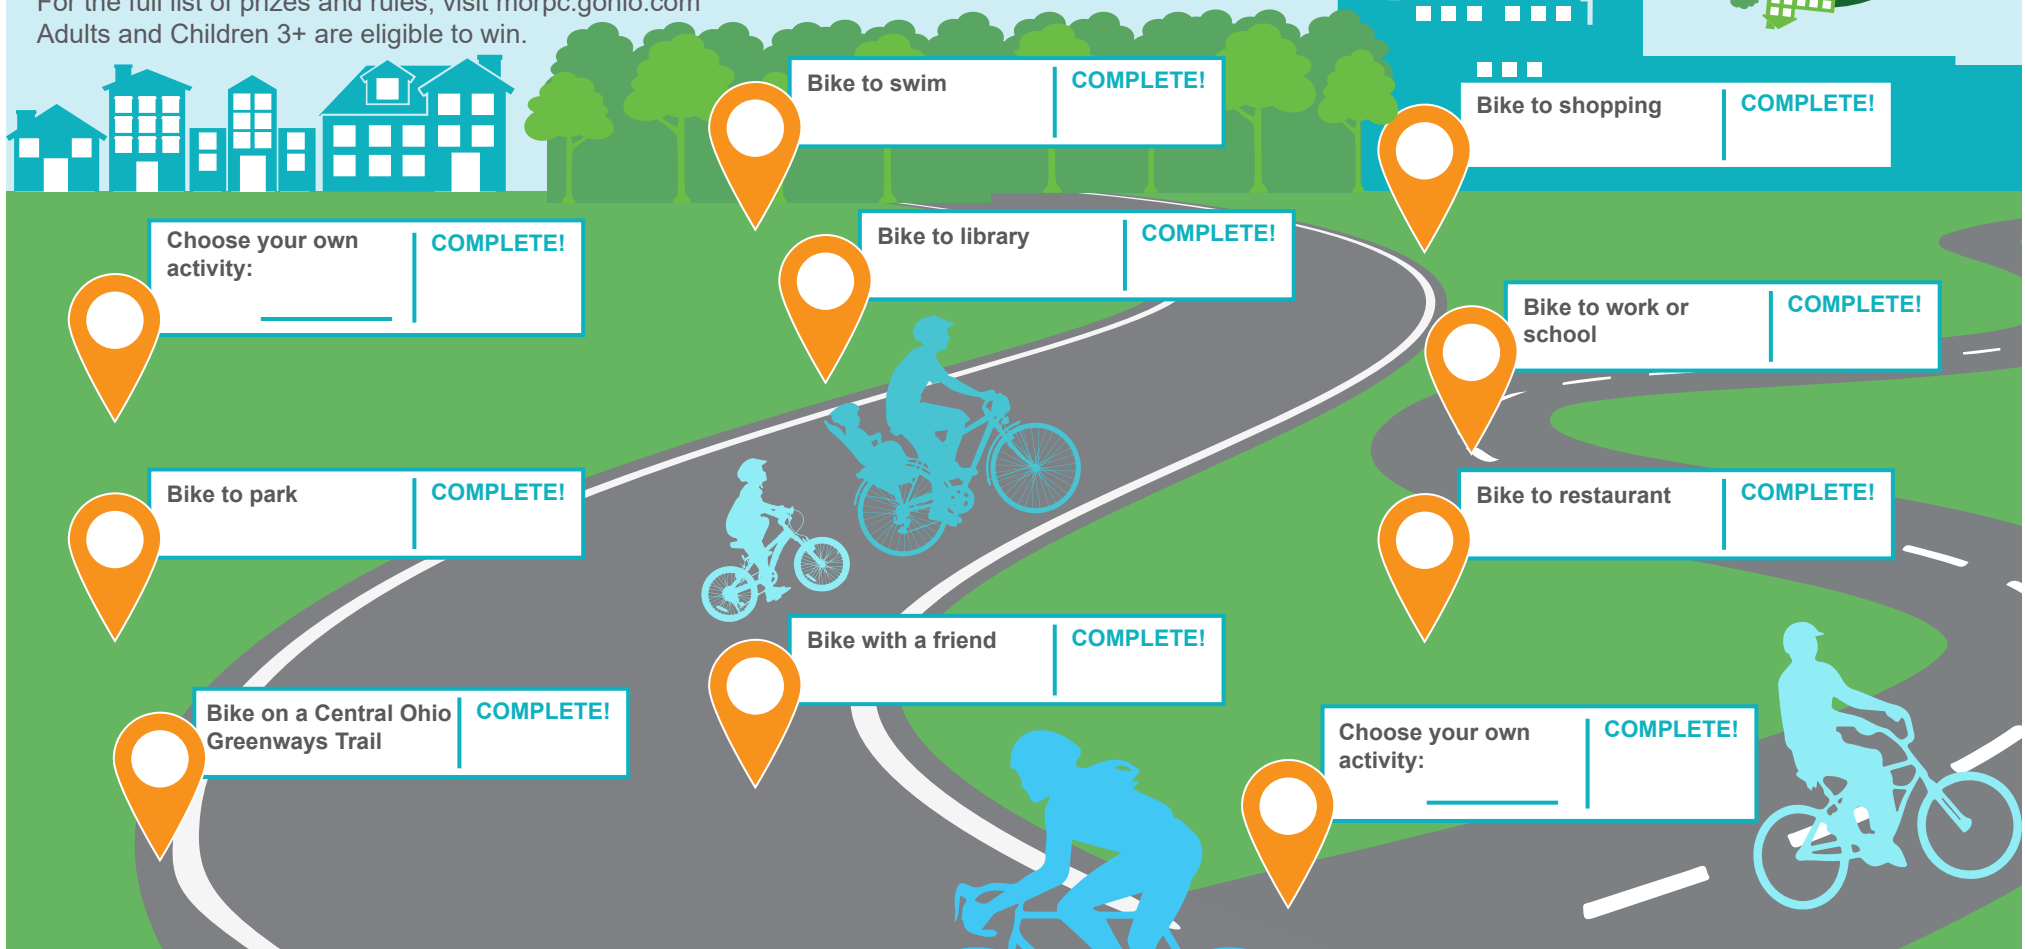 For the full list of prizes and rules, visit morpc.gohio.com
Adults and Children 3+ are eligible to win.
Bike to swim
COMPLETE!
Bike to shopping
COMPLETE!
Choose your own
activity:
COMPLETE!
Bike to library
COMPLETE!
Bike to work or
school
COMPLETE!
Bike to park
COMPLETE!
Bike to restaurant
COMPLETE!
Bike with a friend
COMPLETE!
Bike on a Central Ohio
Greenways Trail
COMPLETE!
Choose your own
activity:
COMPLETE!